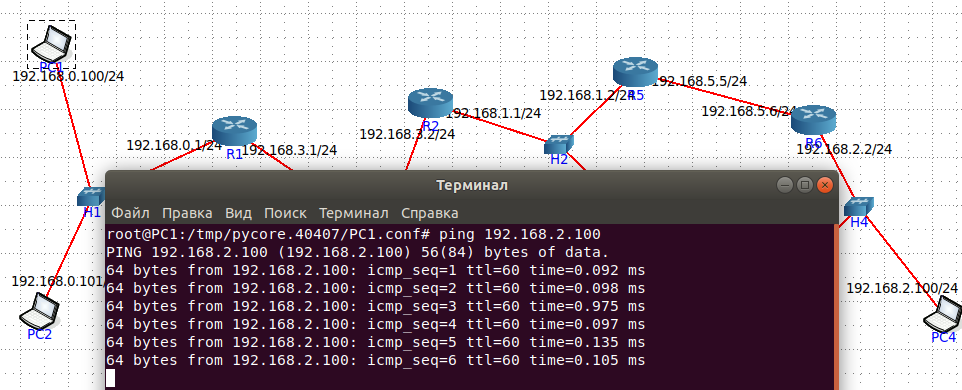 PC1
192.168.0.100/24
R5
192.168.1.2/24
192.168.5.5/24
R2
192.168.1.1/24
192.168.3.2/24
192.168.5.6/24
R6
192.168.2.2/24
192.168.0.1/24
R1
192.168.3.1/24
H2
H1
H4
192.168.0.101/
PC2
192.168.2.100/24
PC4
Терминал
Файл Правка Вид Поиск Терминал Справка
root@PC1:/tmp/pycore.40407/PC1.conf# ping 192.168.2.100
PING 192.168.2.100 (192.168.2.100) 56(84) bytes of data.
64 bytes from 192.168.2.100: icmp_seq=1 ttl=60 time=0.092 ms
64 bytes from 192.168.2.100: icmp_seq=2 ttl=60 time=0.098 ms
64 bytes from 192.168.2.100: icmp_seq=3 ttl=60 time=0.975 ms
64 bytes from 192.168.2.100: icmp_seq=4 ttl=60 time=0.097 ms
64 bytes from 192.168.2.100: icmp_seq=5 ttl=60 time=0.135 ms
64 bytes from 192.168.2.100: icmp_seq=6 ttl=60 time=0.105 ms